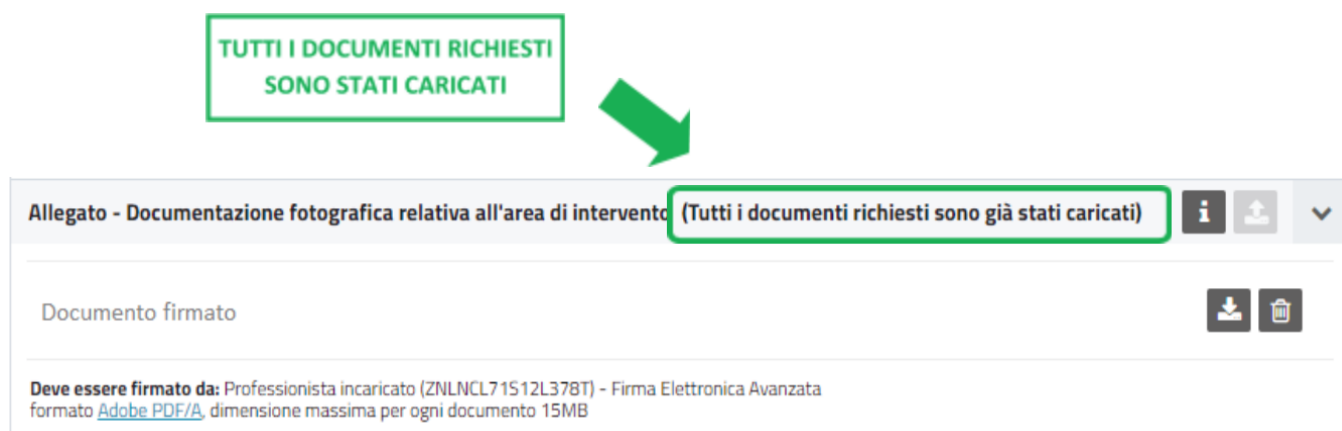 TUTTI I DOCUMENTI RICHIESTI
SONO STATI CARICATI
Allegato - Documentazione fotografica relativa all'area di intervento (Tutti i documenti richiesti sono già stati caricati)
Documento firmato
Deve essere firmato da: Professionista incaricato (ZNLNCL71S12L378T) - Firma Elettronica Avanzata
formato Adobe PDF/A, dimensione massima per ogni documento 15MB